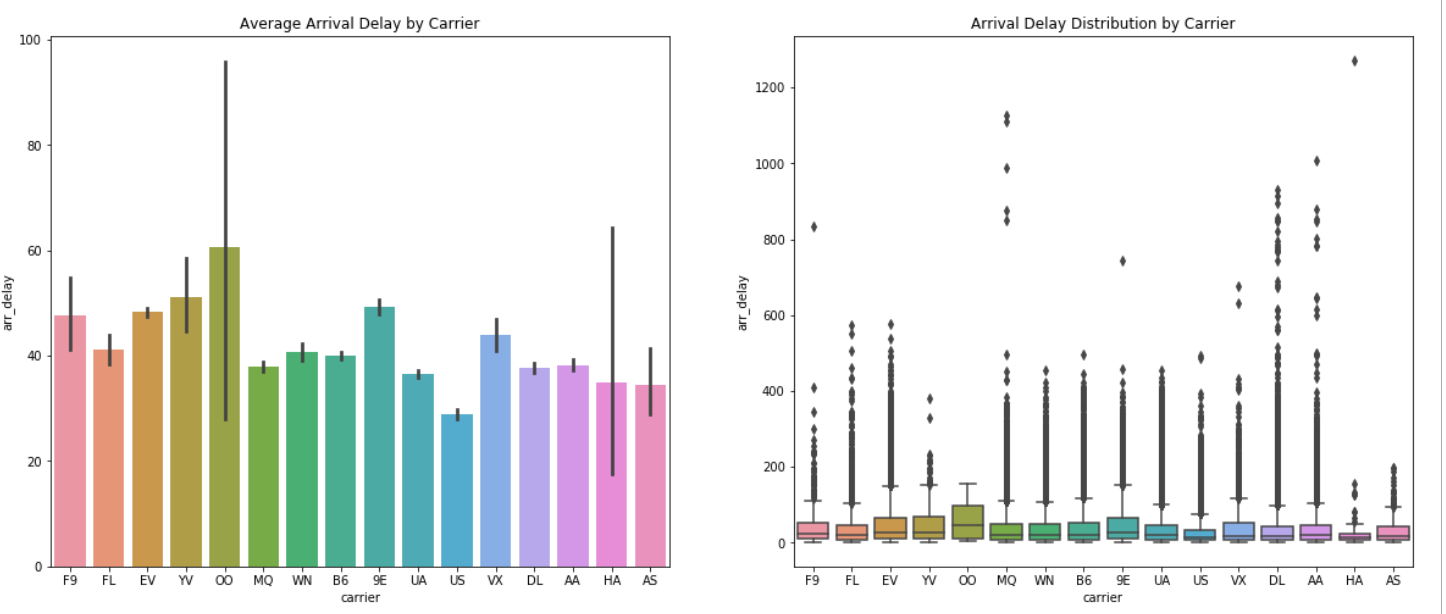 Average Arrival Delay by Carrier
100
80
60
40
20
0
arr_delay
F9 FL EV YV OO MQ WN B6 9E UA US VX DL AA HA AS
carrier
Arrival Delay Distribution by Carrier
1200
1000
800
600
400
200
0
arr_delay
F9 FL EV YV OO MQ WN B6 9E UA US VX DL AA HA AS
carrier